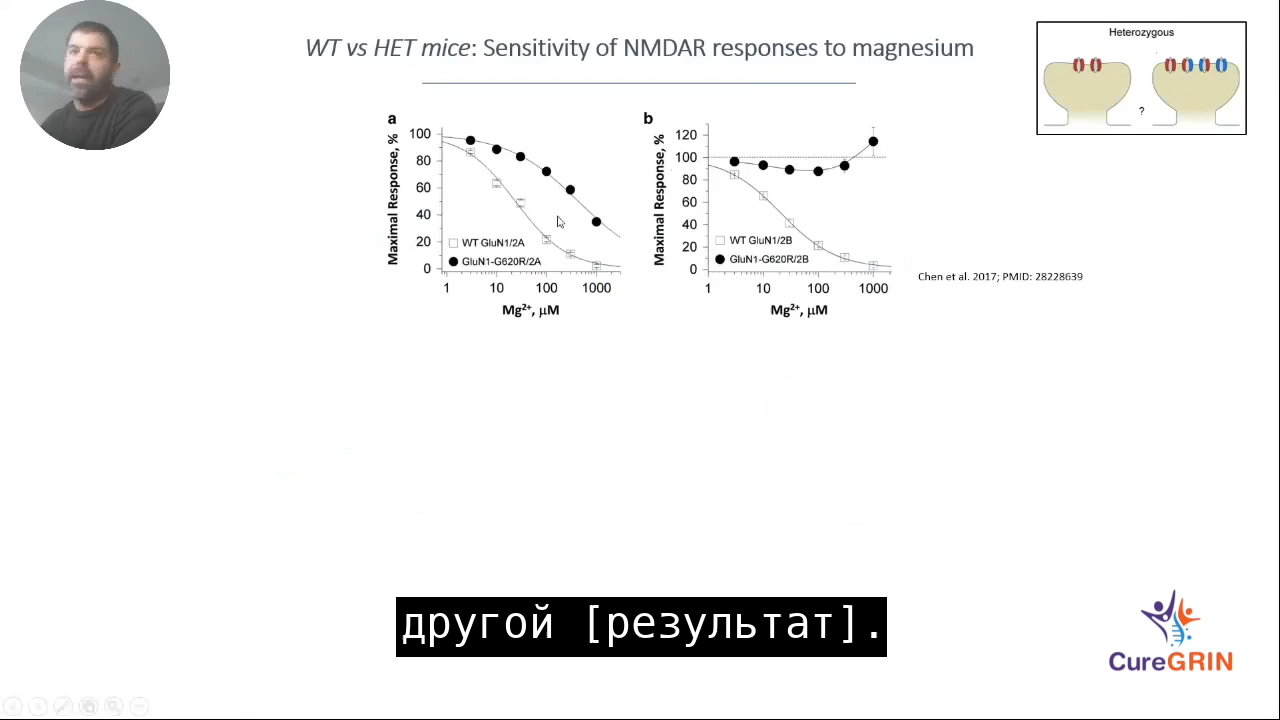 WT vs HET mice: Sensitivity of NMDAR responses to magnesium
Heterozygous
?
a
Maximal Response, %
100
80
60
40
20
0
WT GluN1/2A
GluN1-G620R/2A
1
10
100
1000
Mg2+, μM
b
Maximal Response, %
120
100
80
60
40
20
0
WT GluN1/2B
GluN1-G620R/2B
1
10
100
1000
Mg2+, μM
Chen et al. 2017; PMID: 28228639
другой [результат].
CureGRIN